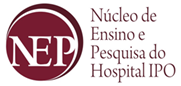 NEP
Núcleo de
Ensino e
Pesquisa do
Hospital IPO